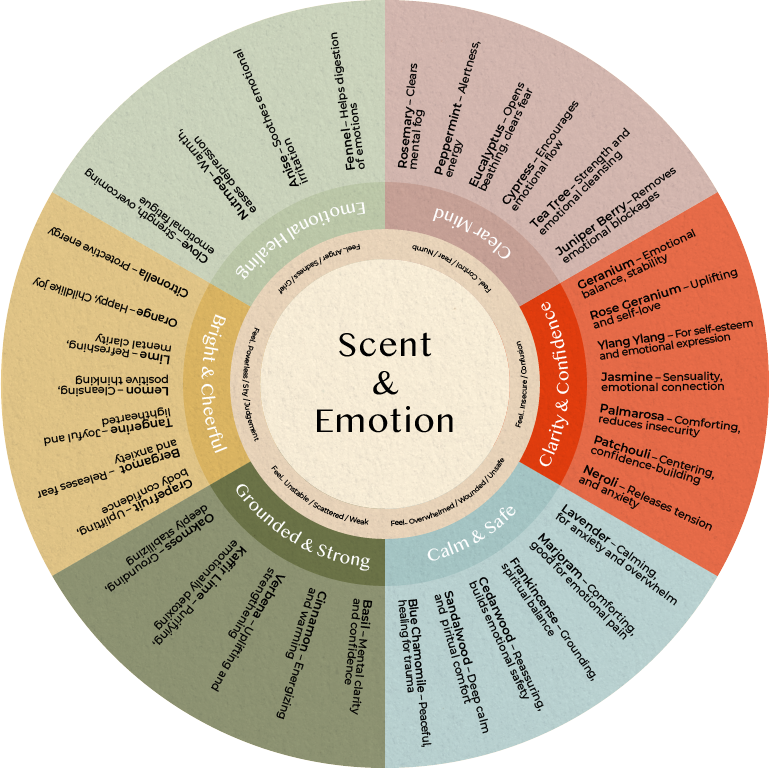 Scent
&
Emotion
Clear Mind
Feel.. Control / Fear / Numb
Rosemary – Clears
mental fog
Peppermint – Alertness,
energy
Eucalyptus – Opens
breathing, clears fear
Cypress – Encourages
emotional flow
Tea Tree – Strength and
emotional cleansing
Juniper Berry – Removes
emotional blockages
Clarity & Confidence
Feel.. Insecure / Confusion
Geranium – Emotional
balance, stability
Rose Geranium – Uplifting
and self-love
Ylang Ylang – For self-esteem
and emotional expression
Jasmine – Sensuality,
emotional connection
Palmarosa – Comforting,
reduces insecurity
Patchouli – Centering,
confidence-building
Neroli – Releases tension
and anxiety
Calm & Safe
Feel.. Overwhelmed / Wounded / Unsafe
Lavender – Calming,
for anxiety and overwhelm
Marjoram – Comforting,
good for emotional pain
Frankincense – Grounding,
spiritual balance
Cedarwood – Reassuring,
builds emotional safety
Sandalwood – Deep calm
and piritual comfort
Blue Chamomile – Peaceful,
healing for trauma
Grounded & Strong
Feel.. Unstable / Scattered / Weak
Basil – Mental clarity
and confidence
Cinnamon – Energizing
and warming
Verbena – Uplifting and
strengthening
Kaffir Lime – Purifying,
emotionally detoxing
Oakmoss – Grounding,
deeply stabilizing
Bright & Cheerful
Feel.. Powerless / Shy / Judgemant
Grapefruit – Uplifting,
body confidence
Bergamot – Releases fear
and anxiety
Tangerine – Joyful and
lighthearted
Lemon – Cleansing,
positive thinking
Lime – Refreshing,
mental clarity
Orange – Happy, Childlike joy
Citronella – Protective energy
Emotional Healing
Feel.. Anger / Sadness / Grief
Clove – Strength, overcoming
emotional fatigue
Nutmeg – Warmth,
eases depression
Anise – Soothes emotional
irritation
Fennel – Helps digestion
of emotions